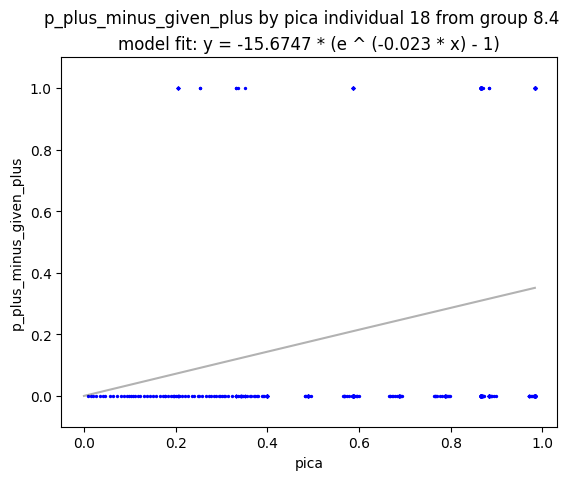 p_plus_minus_given_plus by pica individual 18 from group 8.4
model fit: y = -15.6747 * (e ^ (-0.023 * x) - 1)
1.0
0.8
0.6
0.4
0.2
0.0
p_plus_minus_given_plus
0.0 0.2 0.4 0.6 0.8 1.0
pica